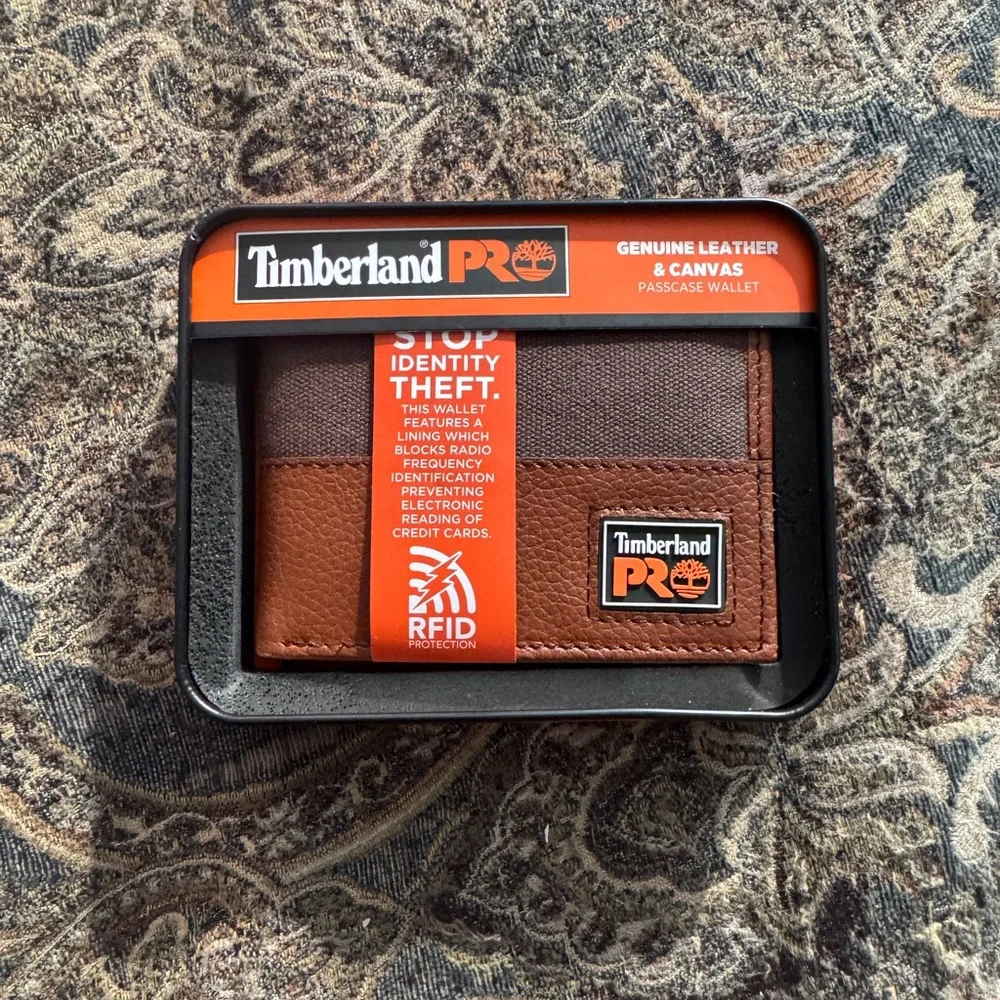 Timberland® PRO
GENUINE LEATHER
& CANVAS
PASSCASE WALLET
STOP
IDENTITY
THEFT.
THIS WALLET
FEATURES A
LINING WHICH
BLOCKS RADIO
FREQUENCY
IDENTIFICATION
PREVENTING
ELECTRONIC
READING OF
CREDIT CARDS.
RFID
PROTECTION
Timberland
PRO